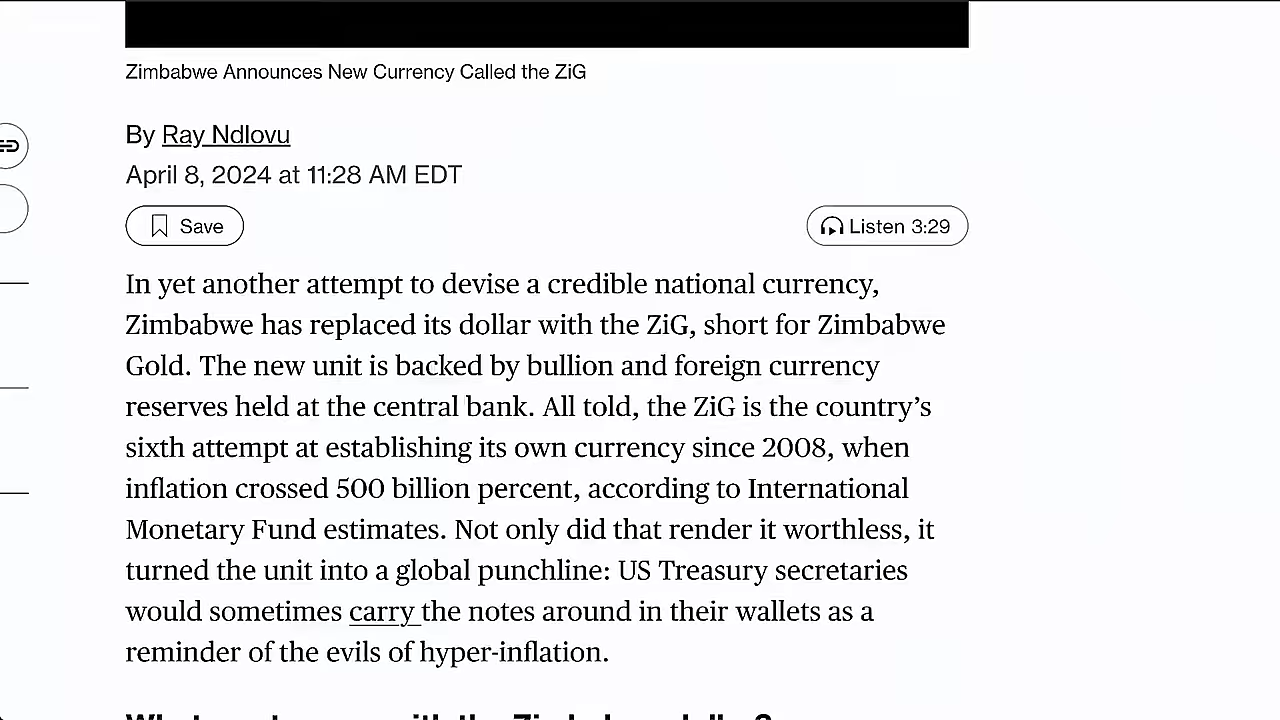 Zimbabwe Announces New Currency Called the ZiG
By Ray Ndlovu
April 8, 2024 at 11:28 AM EDT
Save
Listen 3:29
In yet another attempt to devise a credible national currency,
Zimbabwe has replaced its dollar with the ZiG, short for Zimbabwe
Gold. The new unit is backed by bullion and foreign currency
reserves held at the central bank. All told, the ZiG is the country’s
sixth attempt at establishing its own currency since 2008, when
inflation crossed 500 billion percent, according to International
Monetary Fund estimates. Not only did that render it worthless, it
turned the unit into a global punchline: US Treasury secretaries
would sometimes carry the notes around in their wallets as a
reminder of the evils of hyper-inflation.